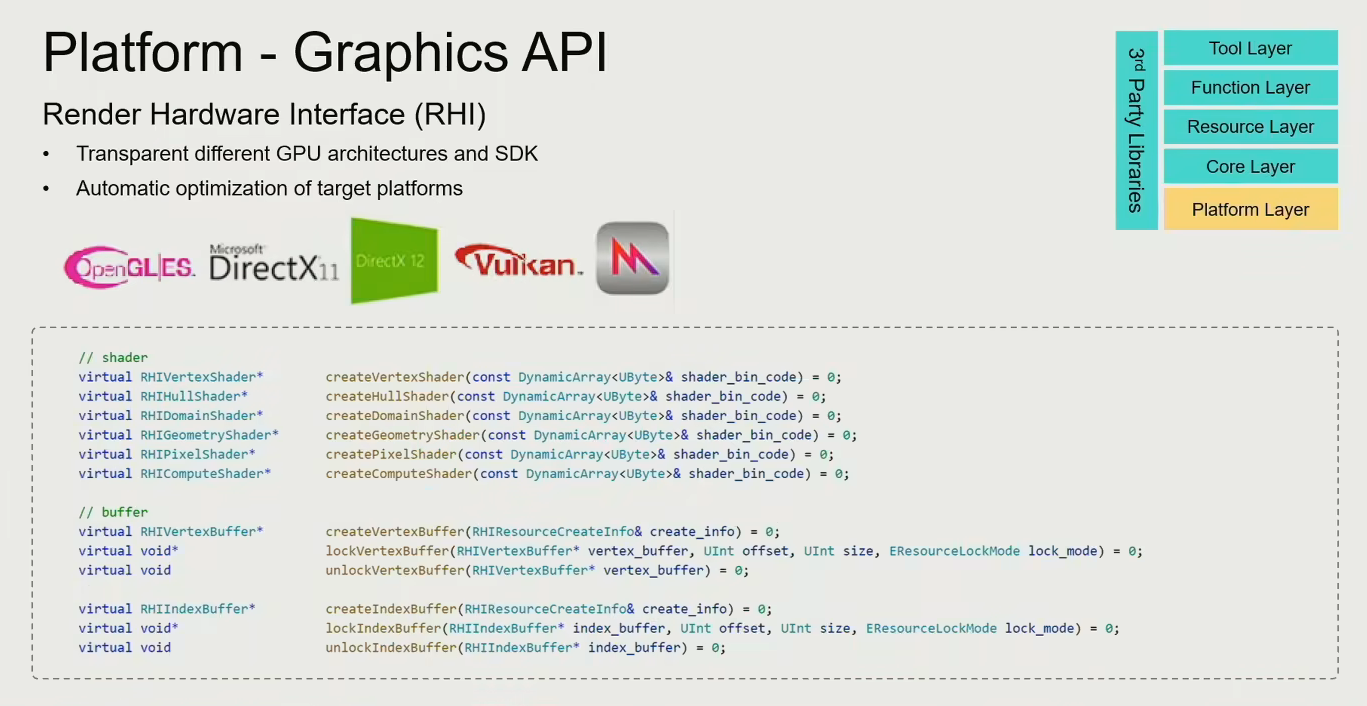 Platform - Graphics API
Render Hardware Interface (RHI)
• Transparent different GPU architectures and SDK
• Automatic optimization of target platforms
3rd Party Libraries
Tool Layer
Function Layer
Resource Layer
Core Layer
Platform Layer
OpenGL|ES™
Microsoft® DirectX® 11
DirectX 12
Vulkan™
// shader
virtual RHIVertexShader* createVertexShader(const DynamicArray<UByte>& shader_bin_code) = 0;
virtual RHIHullShader* createHullShader(const DynamicArray<UByte>& shader_bin_code) = 0;
virtual RHIDomainShader* createDomainShader(const DynamicArray<UByte>& shader_bin_code) = 0;
virtual RHIGeometryShader* createGeometryShader(const DynamicArray<UByte>& shader_bin_code) = 0;
virtual RHIPixelShader* createPixelShader(const DynamicArray<UByte>& shader_bin_code) = 0;
virtual RHIComputeShader* createComputeShader(const DynamicArray<UByte>& shader_bin_code) = 0;
// buffer
virtual RHIVertexBuffer* createVertexBuffer(RHIResourceCreateInfo& create_info) = 0;
virtual void* lockVertexBuffer(RHIVertexBuffer* vertex_buffer, UInt offset, UInt size, EResourceLockMode lock_mode) = 0;
virtual void unlockVertexBuffer(RHIVertexBuffer* vertex_buffer) = 0;
virtual RHIIndexBuffer* createIndexBuffer(RHIResourceCreateInfo& create_info) = 0;
virtual void* lockIndexBuffer(RHIIndexBuffer* index_buffer, UInt offset, UInt size, EResourceLockMode lock_mode) = 0;
virtual void unlockIndexBuffer(RHIIndexBuffer* index_buffer) = 0;